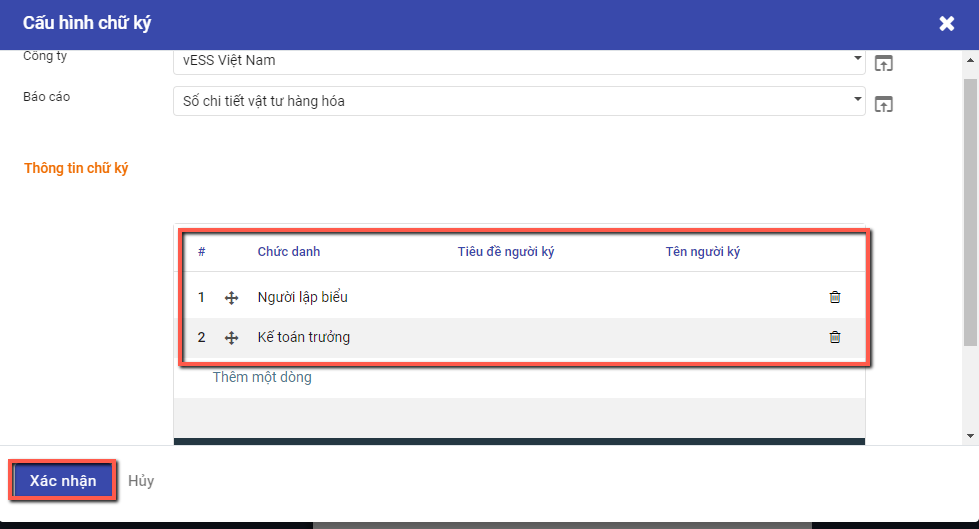 Cấu hình chữ ký
Công ty
vESS Việt Nam
Báo cáo
Sổ chi tiết vật tư hàng hóa
Thông tin chữ ký
# Chức danh Tiêu đề người ký Tên người ký
1 Người lập biểu
2 Kế toán trưởng
Thêm một dòng
Xác nhận Hủy